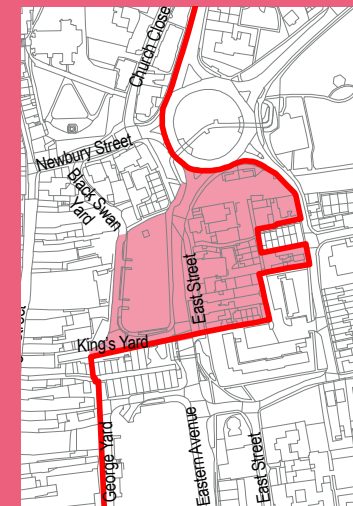 Church Close
Newbury Street
Black Swan
Yard
East Street
King's Yard
George Yard
Eastern Avenue
East Street